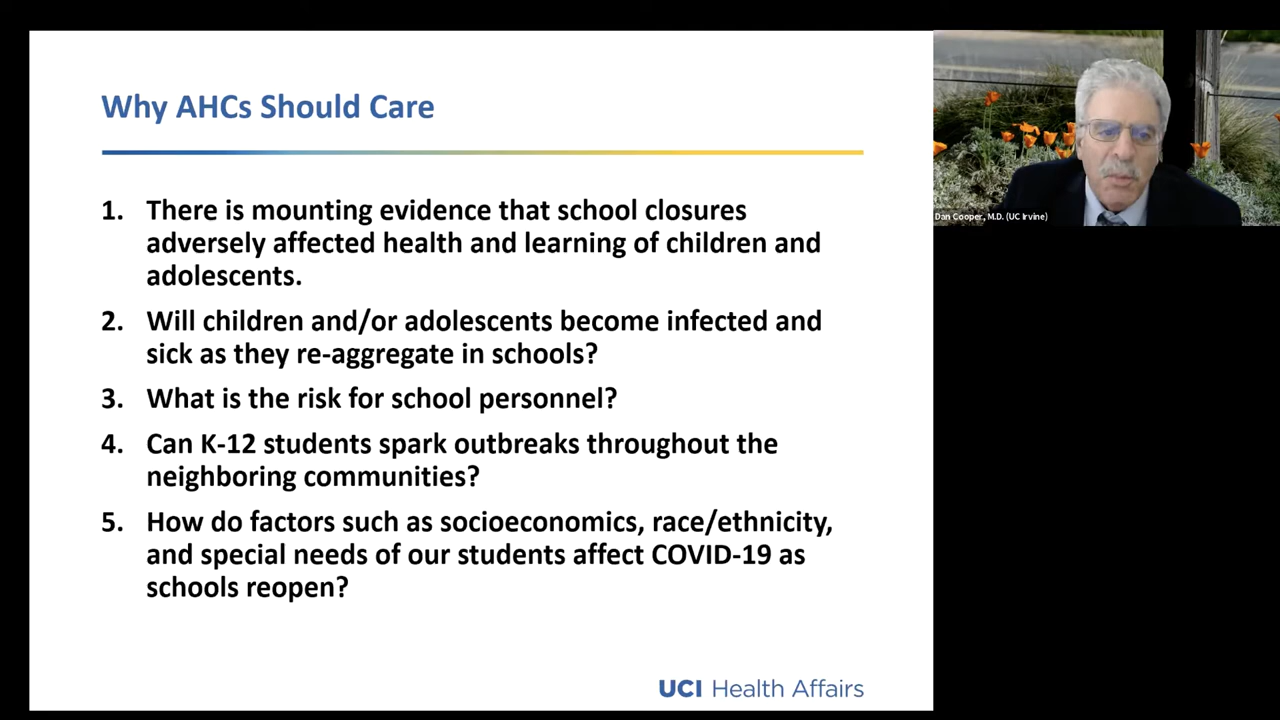 Why AHCs Should Care
1. There is mounting evidence that school closures
adversely affected health and learning of children and
adolescents.
2. Will children and/or adolescents become infected and
sick as they re-aggregate in schools?
3. What is the risk for school personnel?
4. Can K-12 students spark outbreaks throughout the
neighboring communities?
5. How do factors such as socioeconomics, race/ethnicity,
and special needs of our students affect COVID-19 as
schools reopen?
UCI Health Affairs
Dan Cooper, M.D. (UC Irvine)